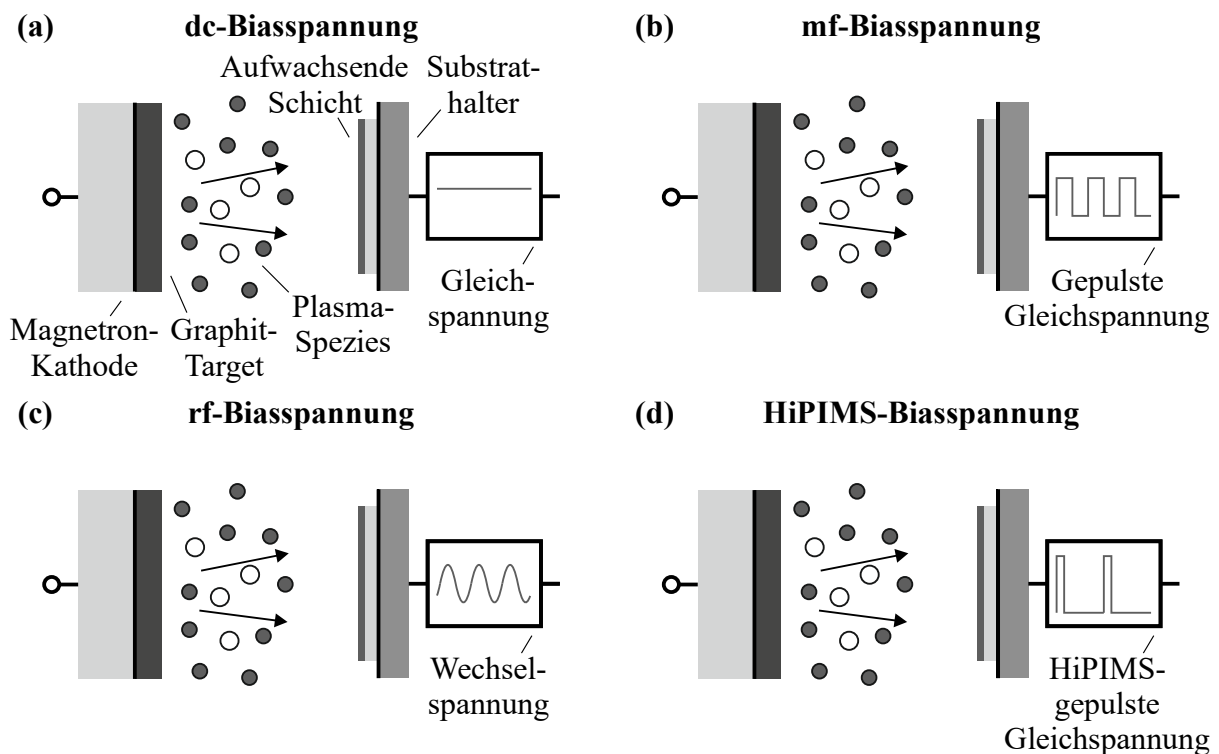 (a) dc-Biasspannung
Aufwachsende
Schicht
Substrat-
halter
Gleich-
spannung
Magnetron-
Kathode
Graphit-
Target
Plasma-
Spezies
(b) mf-Biasspannung
Gepulste
Gleichspannung
(c) rf-Biasspannung
Wechsel-
spannung
(d) HiPIMS-Biasspannung
HiPIMS-
gepulste
Gleichspannung